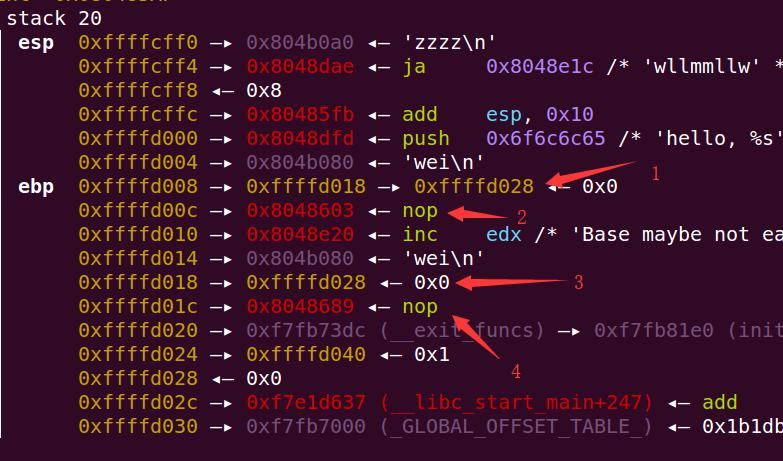 stack 20
esp 0xffffcff0 —▸ 0x804b0a0 ◂— 'zzzz\n'
0xffffcff4 —▸ 0x8048dae ◂— ja 0x8048e1c /* 'wllmmllw' *
0xffffcff8 ◂— 0x8
0xffffcffc —▸ 0x80485fb ◂— add esp, 0x10
0xffffd000 —▸ 0x8048dfd ◂— push 0x6f6c6c65 /* 'hello, %s'
0xffffd004 —▸ 0x804b080 ◂— 'wei\n'
ebp 0xffffd008 —▸ 0xffffd018 —▸ 0xffffd028 ◂— 0x0 1
0xffffd00c —▸ 0x8048603 ◂— nop 2
0xffffd010 —▸ 0x8048e20 ◂— inc edx /* 'Base maybe not ea
0xffffd014 —▸ 0x804b080 ◂— 'wei\n'
0xffffd018 —▸ 0xffffd028 ◂— 0x0 3
0xffffd01c —▸ 0x8048689 ◂— nop
0xffffd020 —▸ 0xf7fb73dc (__exit_funcs) —▸ 0xf7fb81e0 (init
0xffffd024 —▸ 0xffffd040 ◂— 0x1 4
0xffffd028 ◂— 0x0
0xffffd02c —▸ 0xf7e1d637 (__libc_start_main+247) ◂— add
0xffffd030 —▸ 0xf7fb7000 (_GLOBAL_OFFSET_TABLE_) ◂— 0x1b1db